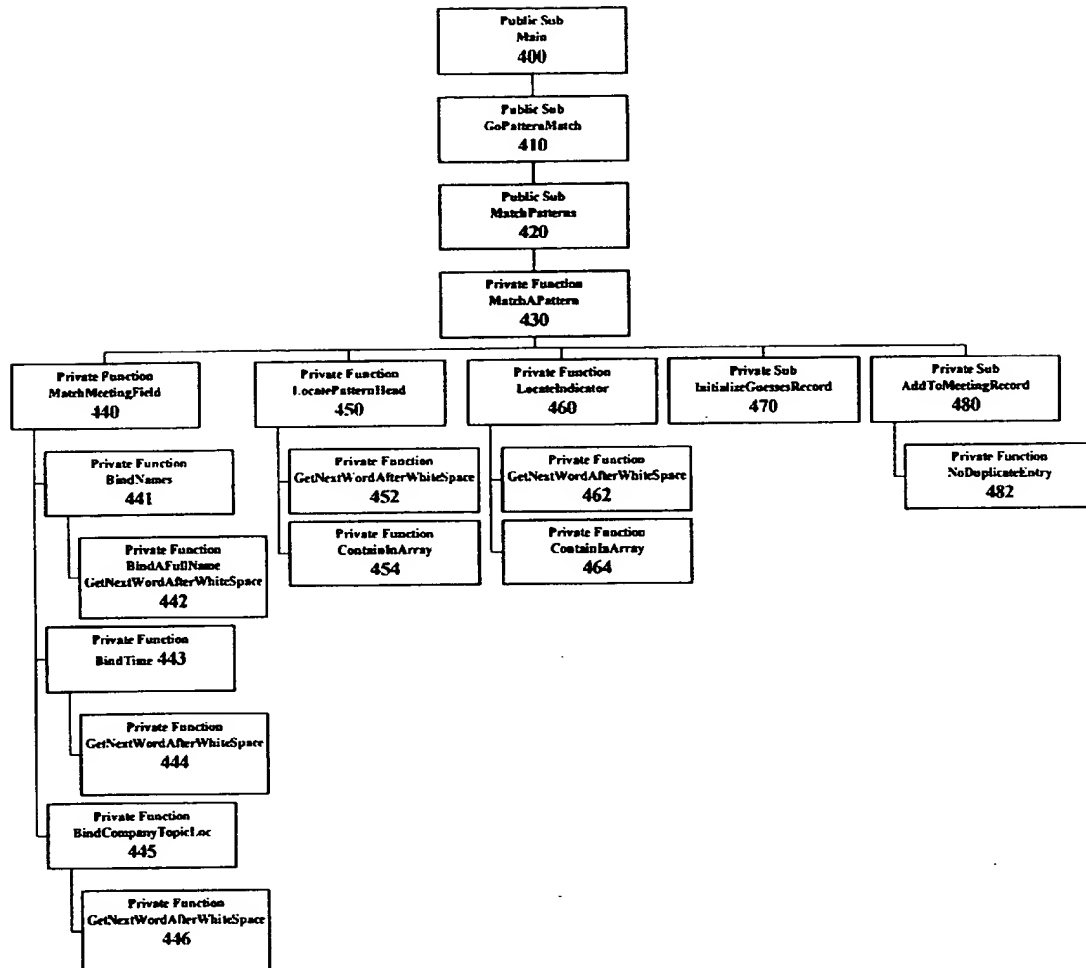 Public Sub
Main
400
Public Sub
GoPatternMatch
410
Public Sub
MatchPatterns
420
Private Function
MatchAPattern
430
Private Function
MatchMeetingField
440
Private Function
LocatePatternHead
450
Private Function
LocateIndicator
460
Private Sub
InitializeGuessesRecord
470
Private Sub
AddToMeetingRecord
480
Private Function
BindNames
441
Private Function
GetNextWordAfterWhiteSpace
452
Private Function
GetNextWordAfterWhiteSpace
462
Private Function
NoDuplicateEntry
482
Private Function
ContainInArray
454
Private Function
ContainInArray
464
Private Function
BindAFullName
GetNextWordAfterWhiteSpace
442
Private Function
BindTime 443
Private Function
GetNextWordAfterWhiteSpace
444
Private Function
BindCompanyTopicLoc
445
Private Function
GetNextWordAfterWhiteSpace
446